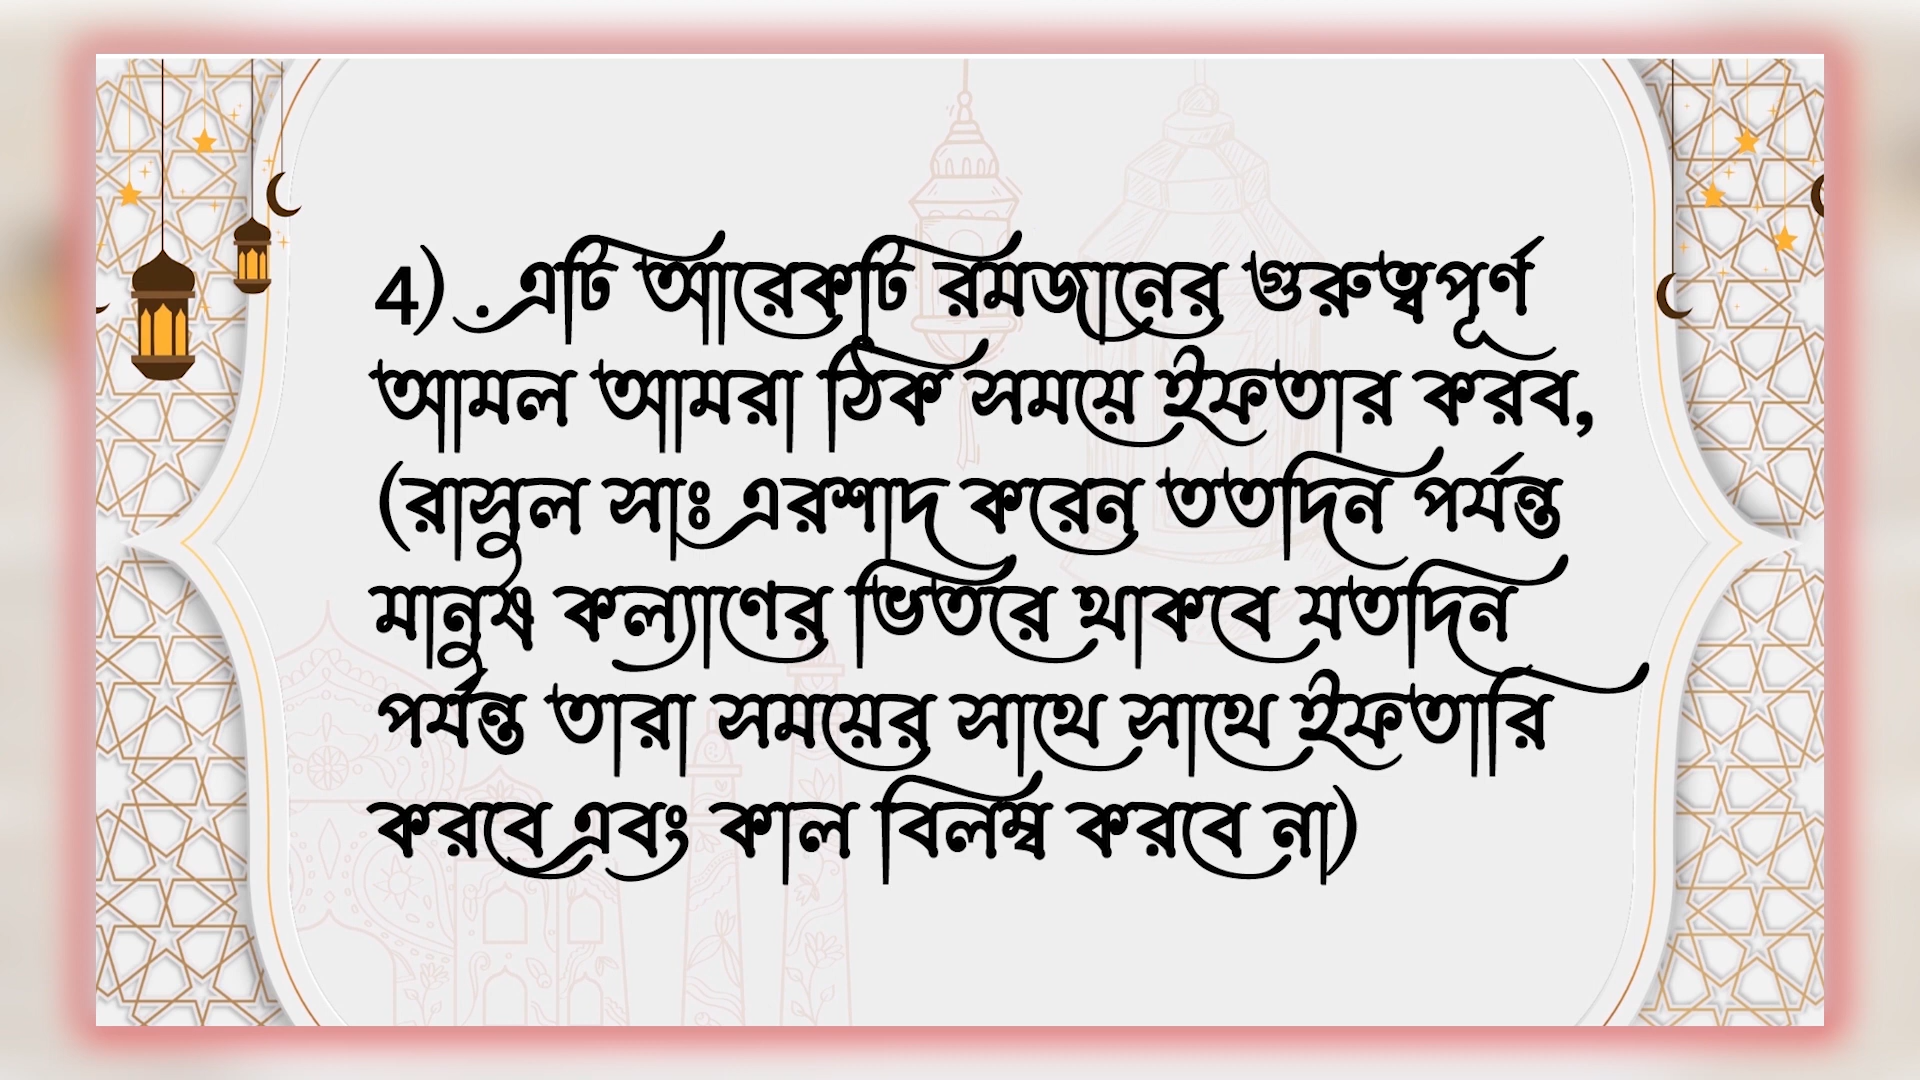 4) . এটি আরেকটি রমজানের গুরুত্বপূর্ণ
আমল আমরা ঠিক সময়ে ইফতার করব,
(রাসুল সাঃ এরশাদ করেন ততদিন পর্যন্ত
মানুষ কল্যাণের ভিতরে থাকবে যতদিন
পর্যন্ত তারা সময়ের সাথে সাথে ইফতারি
করবে এবং কাল বিলম্ব করবে না)